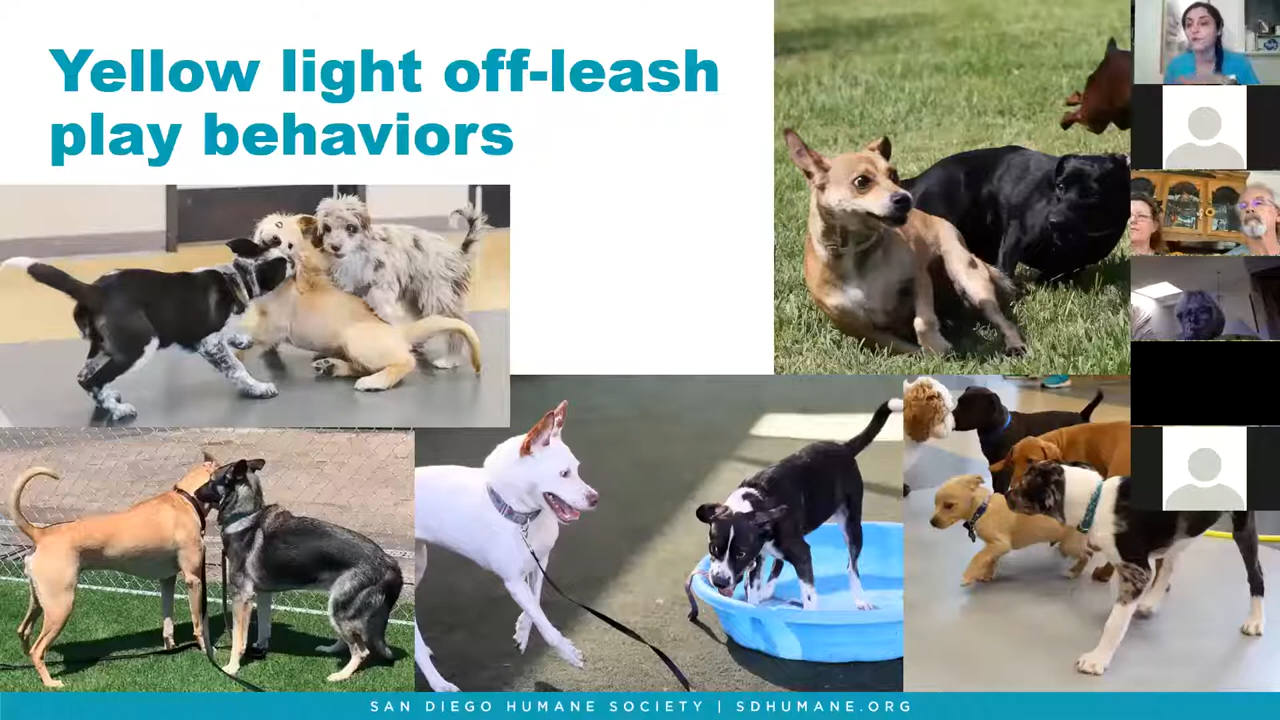 Yellow light off-leash
play behaviors
SAN DIEGO HUMANE SOCIETY | SDHUMANE.ORG